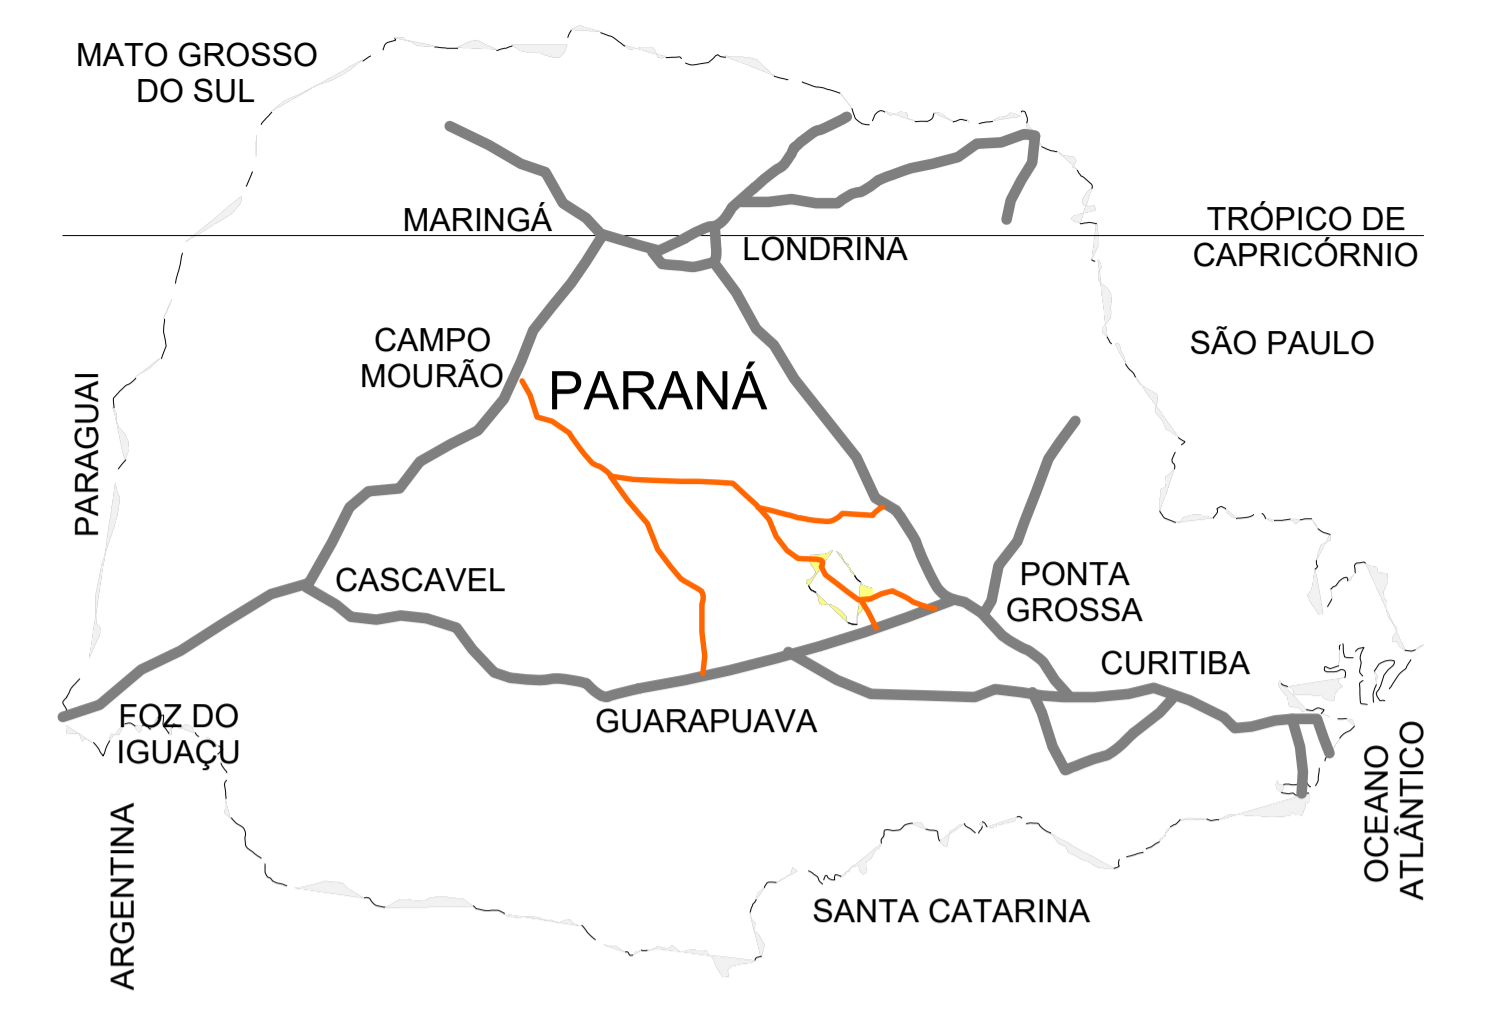 MATO GROSSO
DO SUL
MARINGÁ
TRÓPICO DE
CAPRICÓRNIO
LONDRINA
CAMPO
MOURÃO
PARANÁ
SÃO PAULO
PARAGUAI
CASCAVEL
PONTA
GROSSA
CURITIBA
FOZ DO
IGUAÇU
GUARAPUAVA
OCEANO
ATLÂNTICO
ARGENTINA
SANTA CATARINA